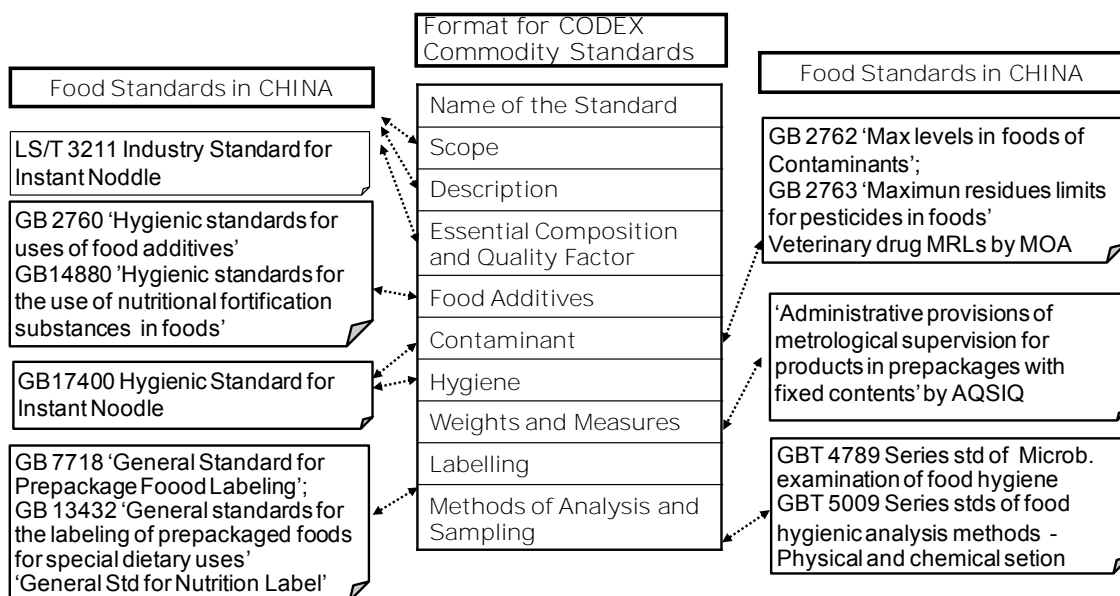 Format for CODEX
Commodity Standards
Food Standards in CHINA
LS/T 3211 Industry Standard for
Instant Noddle
GB 2760 ‘Hygienic standards for
uses of food additives’
GB14880 ’Hygienic standards for
the use of nutritional fortification
substances in foods’
GB17400 Hygienic Standard for
Instant Noodle
GB 7718 ‘General Standard for
Prepackage Foood Labeling’;
GB 13432 ‘General standards for
the labeling of prepackaged foods
for special dietary uses’
‘General Std for Nutrition Label’
Name of the Standard
Scope
Description
Essential Composition
and Quality Factor
Food Additives
Contaminant
Hygiene
Weights and Measures
Labelling
Methods of Analysis and
Sampling
Food Standards in CHINA
GB 2762 ‘Max levels in foods of
Contaminants’;
GB 2763 ‘Maximun residues limits
for pesticides in foods’
Veterinary drug MRLs by MOA
‘Administrative provisions of
metrological supervision for
products in prepackages with
fixed contents’ by AQSIQ
GBT 4789 Series std of Microb.
examination of food hygiene
GBT 5009 Series stds of food
hygienic analysis methods -
Physical and chemical setion